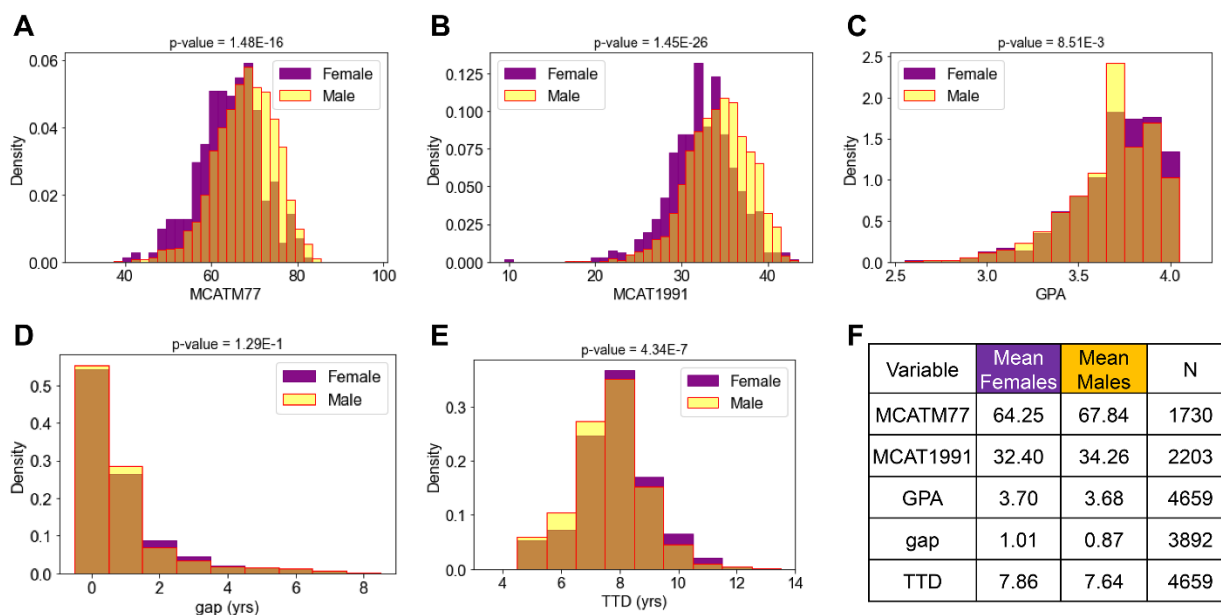 A
p-value = 1.48E-16
0.06
0.04
0.02
0.00
Density
Female
Male
40
60
80
100
MCATM77
B
p-value = 1.45E-26
0.125
0.100
0.075
0.050
0.025
0.000
Density
Female
Male
10
20
30
40
MCAT1991
C
p-value = 8.51E-3
2.5
2.0
1.5
1.0
0.5
0.0
Density
Female
Male
2.5
3.0
3.5
4.0
GPA
D
p-value = 1.29E-1
0.5
0.4
0.3
0.2
0.1
0.0
Density
Female
Male
0
2
4
6
8
gap (yrs)
E
p-value = 4.34E-7
0.3
0.2
0.1
0.0
Density
Female
Male
4
6
8
10
12
14
TTD (yrs)
F
Variable Mean Females Mean Males N
MCATM77 64.25 67.84 1730
MCAT1991 32.40 34.26 2203
GPA 3.70 3.68 4659
gap 1.01 0.87 3892
TTD 7.86 7.64 4659